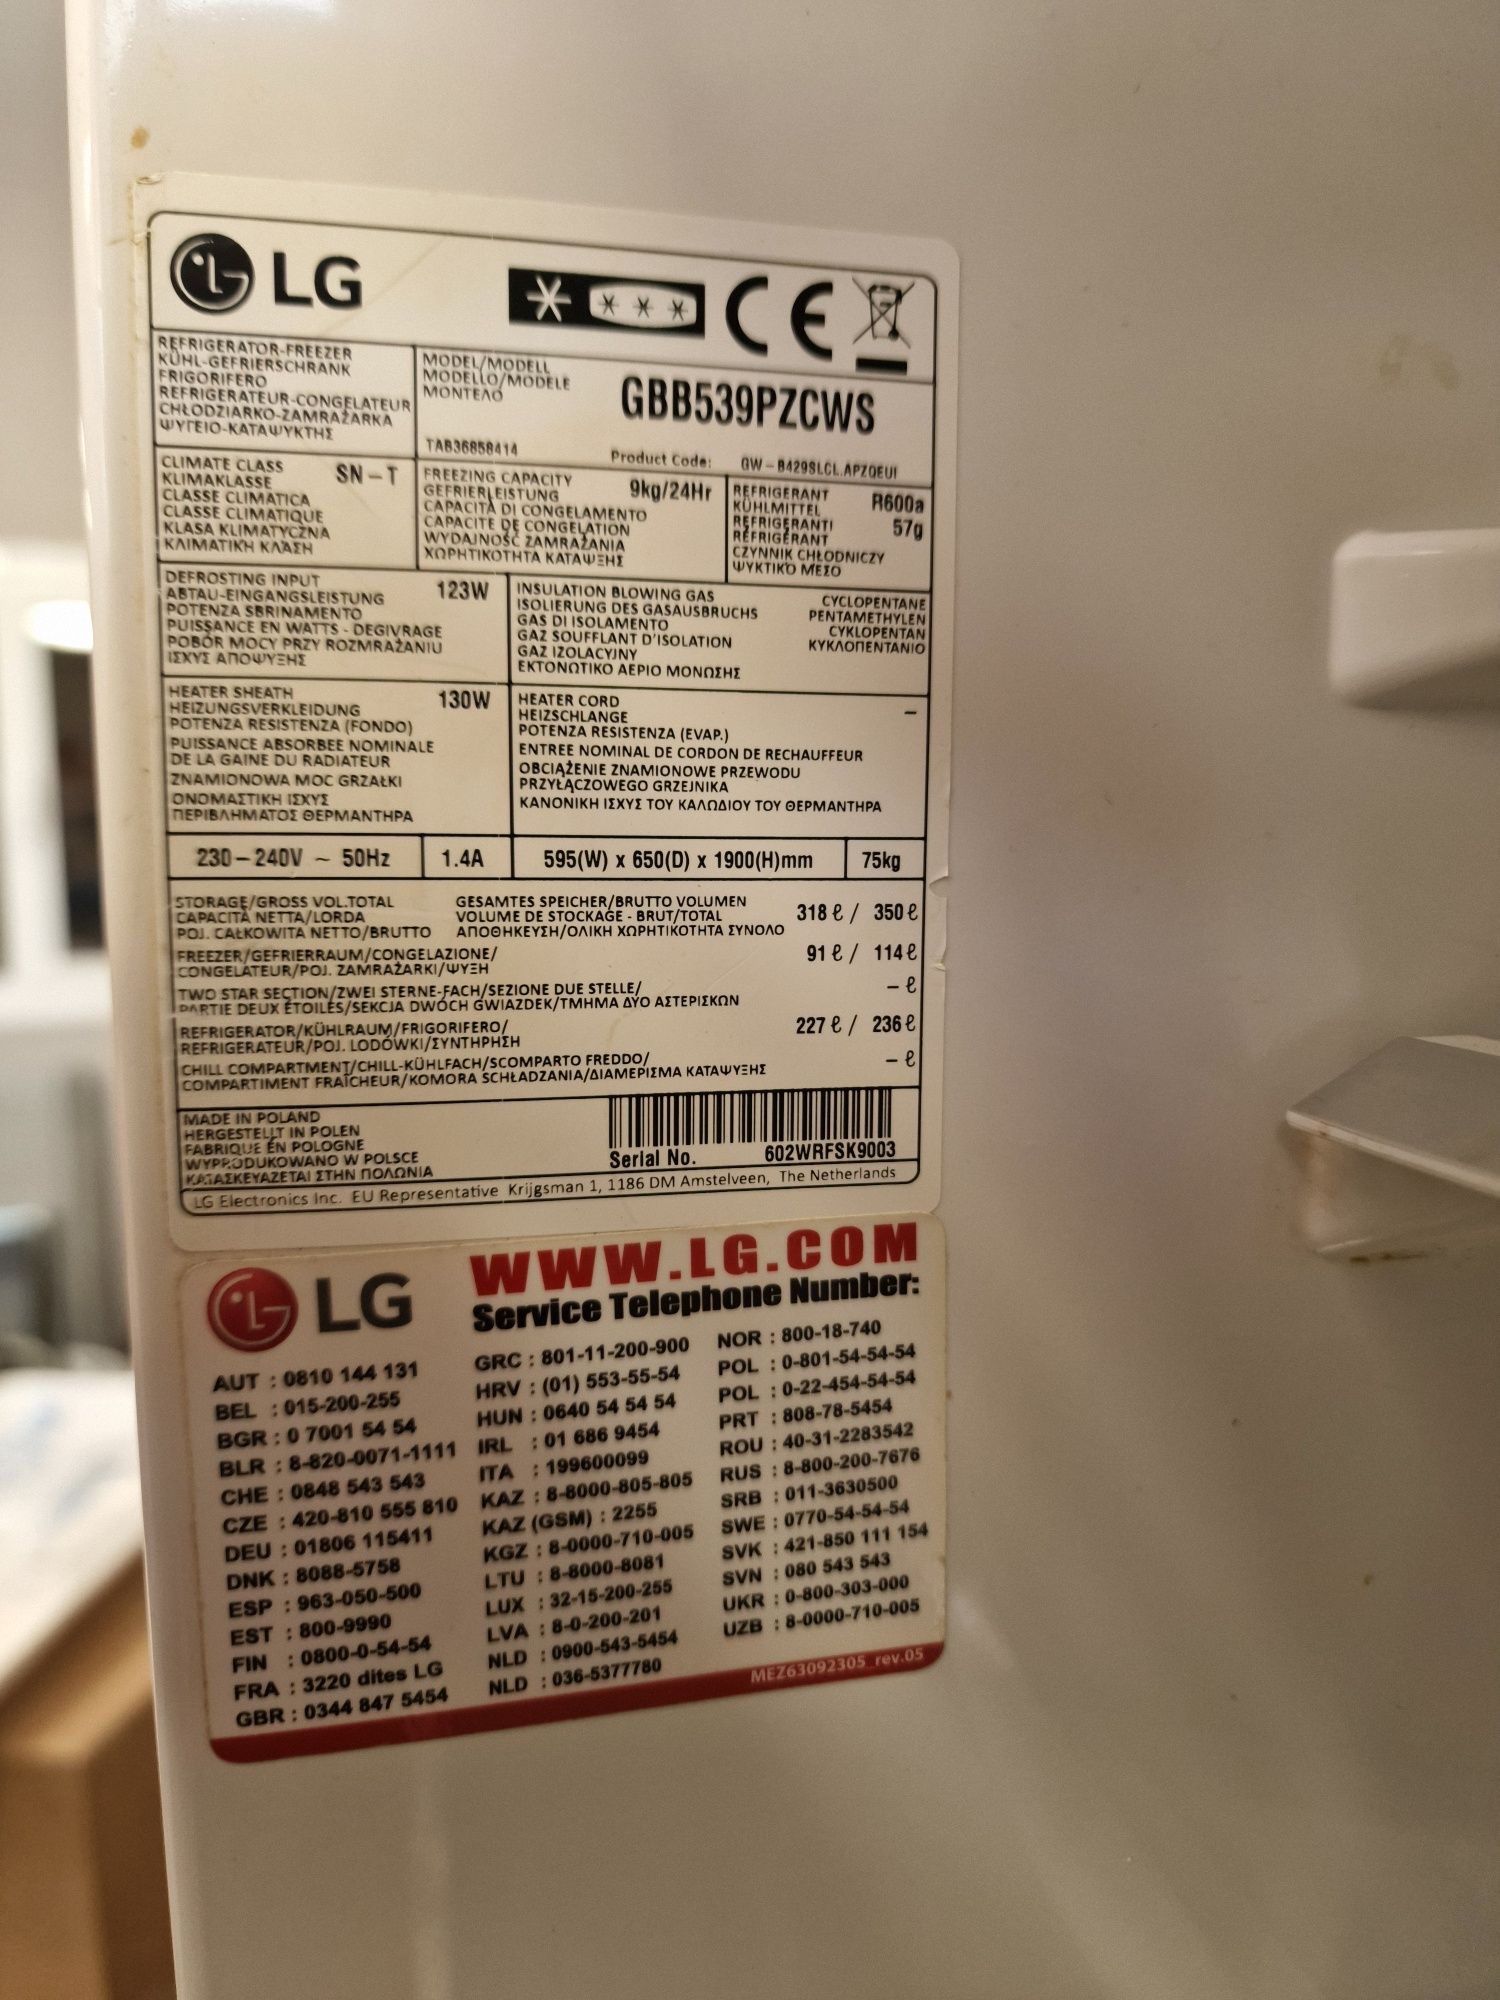 LG
CE
REFRIGERATOR-FREEZER
KÜHL-GEFRIERSCHRANK
FRIGORIFERO
REFRIGERATEUR-CONGELATEUR
CHŁODZIARKO-ZAMRAŻARKA
ΨΥΓΕΙΟ-ΚΑΤΑΨΥΚΤΗΣ
MODEL/MODELL
MODELLO/MODELE
ΜΟΝΤΕΛΟ
GBB539PZCWS
TAB36858414
Product Code: GW-B429SLCL.APZQEUI
CLIMATE CLASS SN-T
KLIMAKLASSE
CLASSE CLIMATICA
CLASSE CLIMATIQUE
KLASA KLIMATYCZNA
ΚΛΙΜΑΤΙΚΗ ΚΛΑΣΗ
FREEZING CAPACITY 9kg/24Hr
GEFRIERLEISTUNG
CAPACITÀ DI CONGELAMENTO
CAPACITE DE CONGELATION
WYDAJNOŚĆ ZAMRAŻANIA
ΧΩΡΗΤΙΚΟΤΗΤΑ ΚΑΤΑΨΥΞΗΣ
REFRIGERANT R600a
KÜHLMITTEL 57g
REFRIGERANTI
RÉFRIGÉRANT
CZYNNIK CHŁODNICZY
ΨΥΚΤΙΚΟ ΜΕΣΟ
DEFROSTING INPUT 123W
ABTAU-EINGANGSLEISTUNG
POTENZA SBRINAMENTO
PUISSANCE EN WATTS - DEGIVRAGE
POBÓR MOCY PRZY ROZMRAŻANIU
ΙΣΧΥΣ ΑΠΟΨΥΞΗΣ
INSULATION BLOWING GAS CYCLOPENTANE
ISOLIERUNG DES GASAUSBRUCHS PENTAMETHYLEN
GAS DI ISOLAMENTO CYKLOPENTAN
GAZ SOUFFLANT D'ISOLATION ΚΥΚΛΟΠΕΝΤΑΝΙΟ
GAZ IZOLACYJNY
ΕΚΤΟΝΩΤΙΚΟ ΑΕΡΙΟ ΜΟΝΩΣΗΣ
HEATER SHEATH 130W
HEIZUNGSVERKLEIDUNG
POTENZA RESISTENZA (FONDO)
PUISSANCE ABSORBEE NOMINALE
DE LA GAINE DU RADIATEUR
ZNAMIONOWA MOC GRZAŁKI
ΟΝΟΜΑΣΤΙΚΗ ΙΣΧΥΣ
ΠΕΡΙΒΛΗΜΑΤΟΣ ΘΕΡΜΑΝΤΗΡΑ
HEATER CORD –
HEIZSCHLANGE
POTENZA RESISTENZA (EVAP.)
ENTREE NOMINAL DE CORDON DE RECHAUFFEUR
OBCIĄŻENIE ZNAMIONOWE PRZEWODU
PRZYŁĄCZOWEGO GRZEJNIKA
ΚΑΝΟΝΙΚΗ ΙΣΧΥΣ ΤΟΥ ΚΑΛΩΔΙΟΥ ΤΟΥ ΘΕΡΜΑΝΤΗΡΑ
230-240V ~ 50Hz 1.4A 595(W) x 650(D) x 1900(H)mm 75kg
STORAGE/GROSS VOL.TOTAL GESAMTES SPEICHER/BRUTTO VOLUMEN
CAPACITÀ NETTA/LORDA VOLUME DE STOCKAGE - BRUT/TOTAL 318 ℓ / 350 ℓ
POJ. CAŁKOWITA NETTO/BRUTTO ΑΠΟΘΗΚΕΥΣΗ/ΟΛΙΚΗ ΧΩΡΗΤΙΚΟΤΗΤΑ ΣΥΝΟΛΟ
FREEZER/GEFRIERRAUM/CONGELAZIONE/ 91 ℓ / 114 ℓ
CONGELATEUR/POJ. ZAMRAŻARKI/ΨΥΞΗ
TWO STAR SECTION/ZWEI STERNE-FACH/SEZIONE DUE STELLE/ – ℓ
PARTIE DEUX ÉTOILES/SEKCJA DWÓCH GWIAZDEK/ΤΜΗΜΑ ΔΥΟ ΑΣΤΕΡΙΣΚΩΝ
REFRIGERATOR/KÜHLRAUM/FRIGORIFERO/ 227 ℓ / 236 ℓ
REFRIGERATEUR/POJ. LODÓWKI/ΣΥΝΤΗΡΗΣΗ
CHILL COMPARTMENT/CHILL-KÜHLFACH/SCOMPARTO FREDDO/ – ℓ
COMPARTIMENT FRAÎCHEUR/KOMORA SCHŁADZANIA/ΔΙΑΜΕΡΙΣΜΑ ΚΑΤΑΨΥΞΗΣ
MADE IN POLAND
HERGESTELLT IN POLEN
FABRIQUE EN POLOGNE
WYPRODUKOWANO W POLSCE
ΚΑΤΑΣΚΕΥΑΖΕΤΑΙ ΣΤΗΝ ΠΟΛΩΝΙΑ
Serial No. 602WRFSK9003
LG Electronics Inc. EU Representative Krijgsman 1, 1186 DM Amstelveen, The Netherlands
LG
WWW.LG.COM
Service Telephone Number:
AUT : 0810 144 131
BEL : 015-200-255
BGR : 0 7001 54 54
BLR : 8-820-0071-1111
CHE : 0848 543 543
CZE : 420-810 555 810
DEU : 01806 115411
DNK : 8088-5758
ESP : 963-050-500
EST : 800-9990
FIN : 0800-0-54-54
FRA : 3220 dites LG
GBR : 0344 847 5454
GRC : 801-11-200-900
HRV : (01) 553-55-54
HUN : 0640 54 54 54
IRL : 01 686 9454
ITA : 199600099
KAZ : 8-8000-805-805
KAZ (GSM) : 2255
KGZ : 8-0000-710-005
LTU : 8-8000-8081
LUX : 32-15-200-255
LVA : 8-0-200-201
NLD : 0900-543-5454
NLD : 036-5377780
NOR : 800-18-740
POL : 0-801-54-54-54
POL : 0-22-454-54-54
PRT : 808-78-5454
ROU : 40-31-2283542
RUS : 8-800-200-7676
SRB : 011-3630500
SWE : 0770-54-54-54
SVK : 421-850 111 154
SVN : 080 543 543
UKR : 0-800-303-000
UZB : 8-0000-710-005
MEZ63092305_rev.05